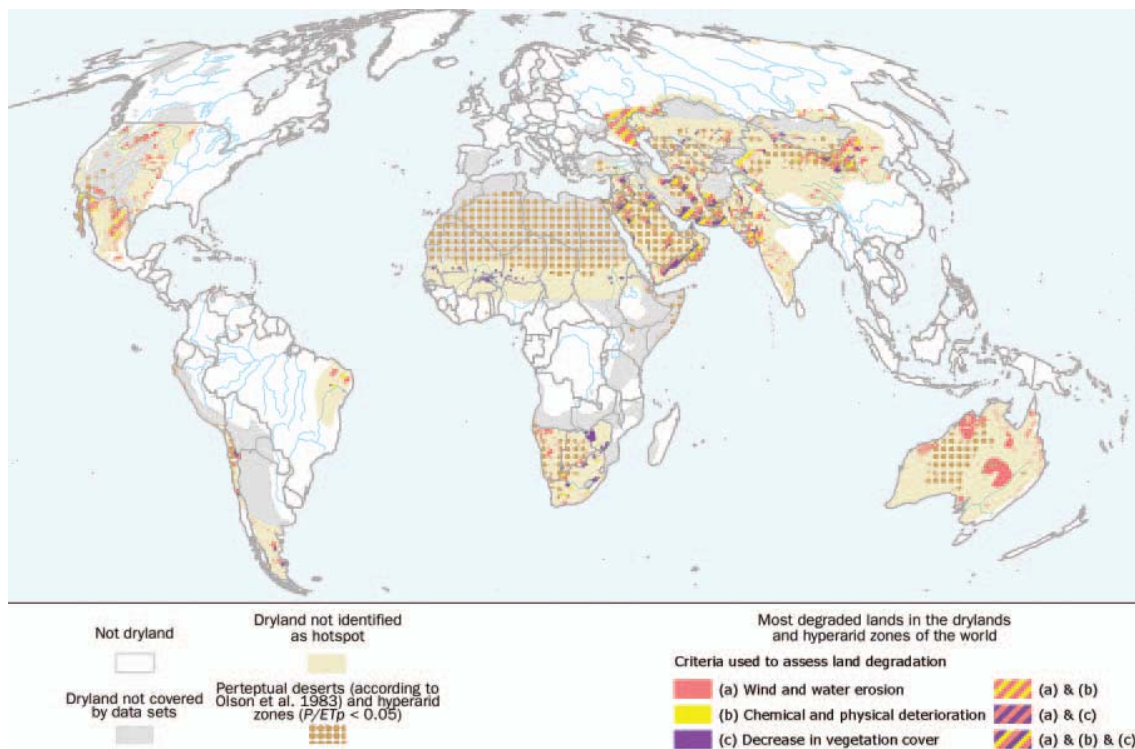 Not dryland
Dryland not identified
as hotspot
Dryland not covered
by data sets
Perteptual deserts (according to
Olson et al. 1983) and hyperarid
zones (P/ETp < 0.05)
Most degraded lands in the drylands
and hyperarid zones of the world
Criteria used to assess land degradation
(a) Wind and water erosion
(a) & (b)
(b) Chemical and physical deterioration
(a) & (c)
(c) Decrease in vegetation cover
(a) & (b) & (c)